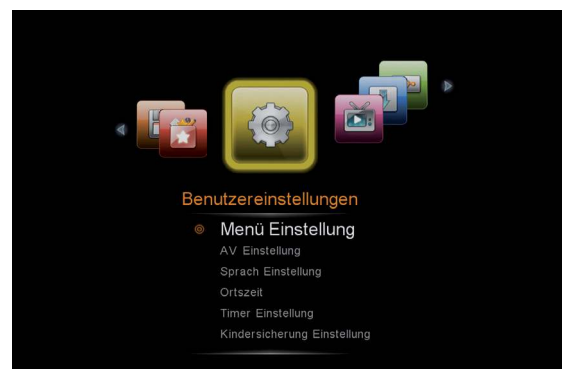 Benutzereinstellungen
Menü Einstellung
AV Einstellung
Sprach Einstellung
Ortszeit
Timer Einstellung
Kindersicherung Einstellung